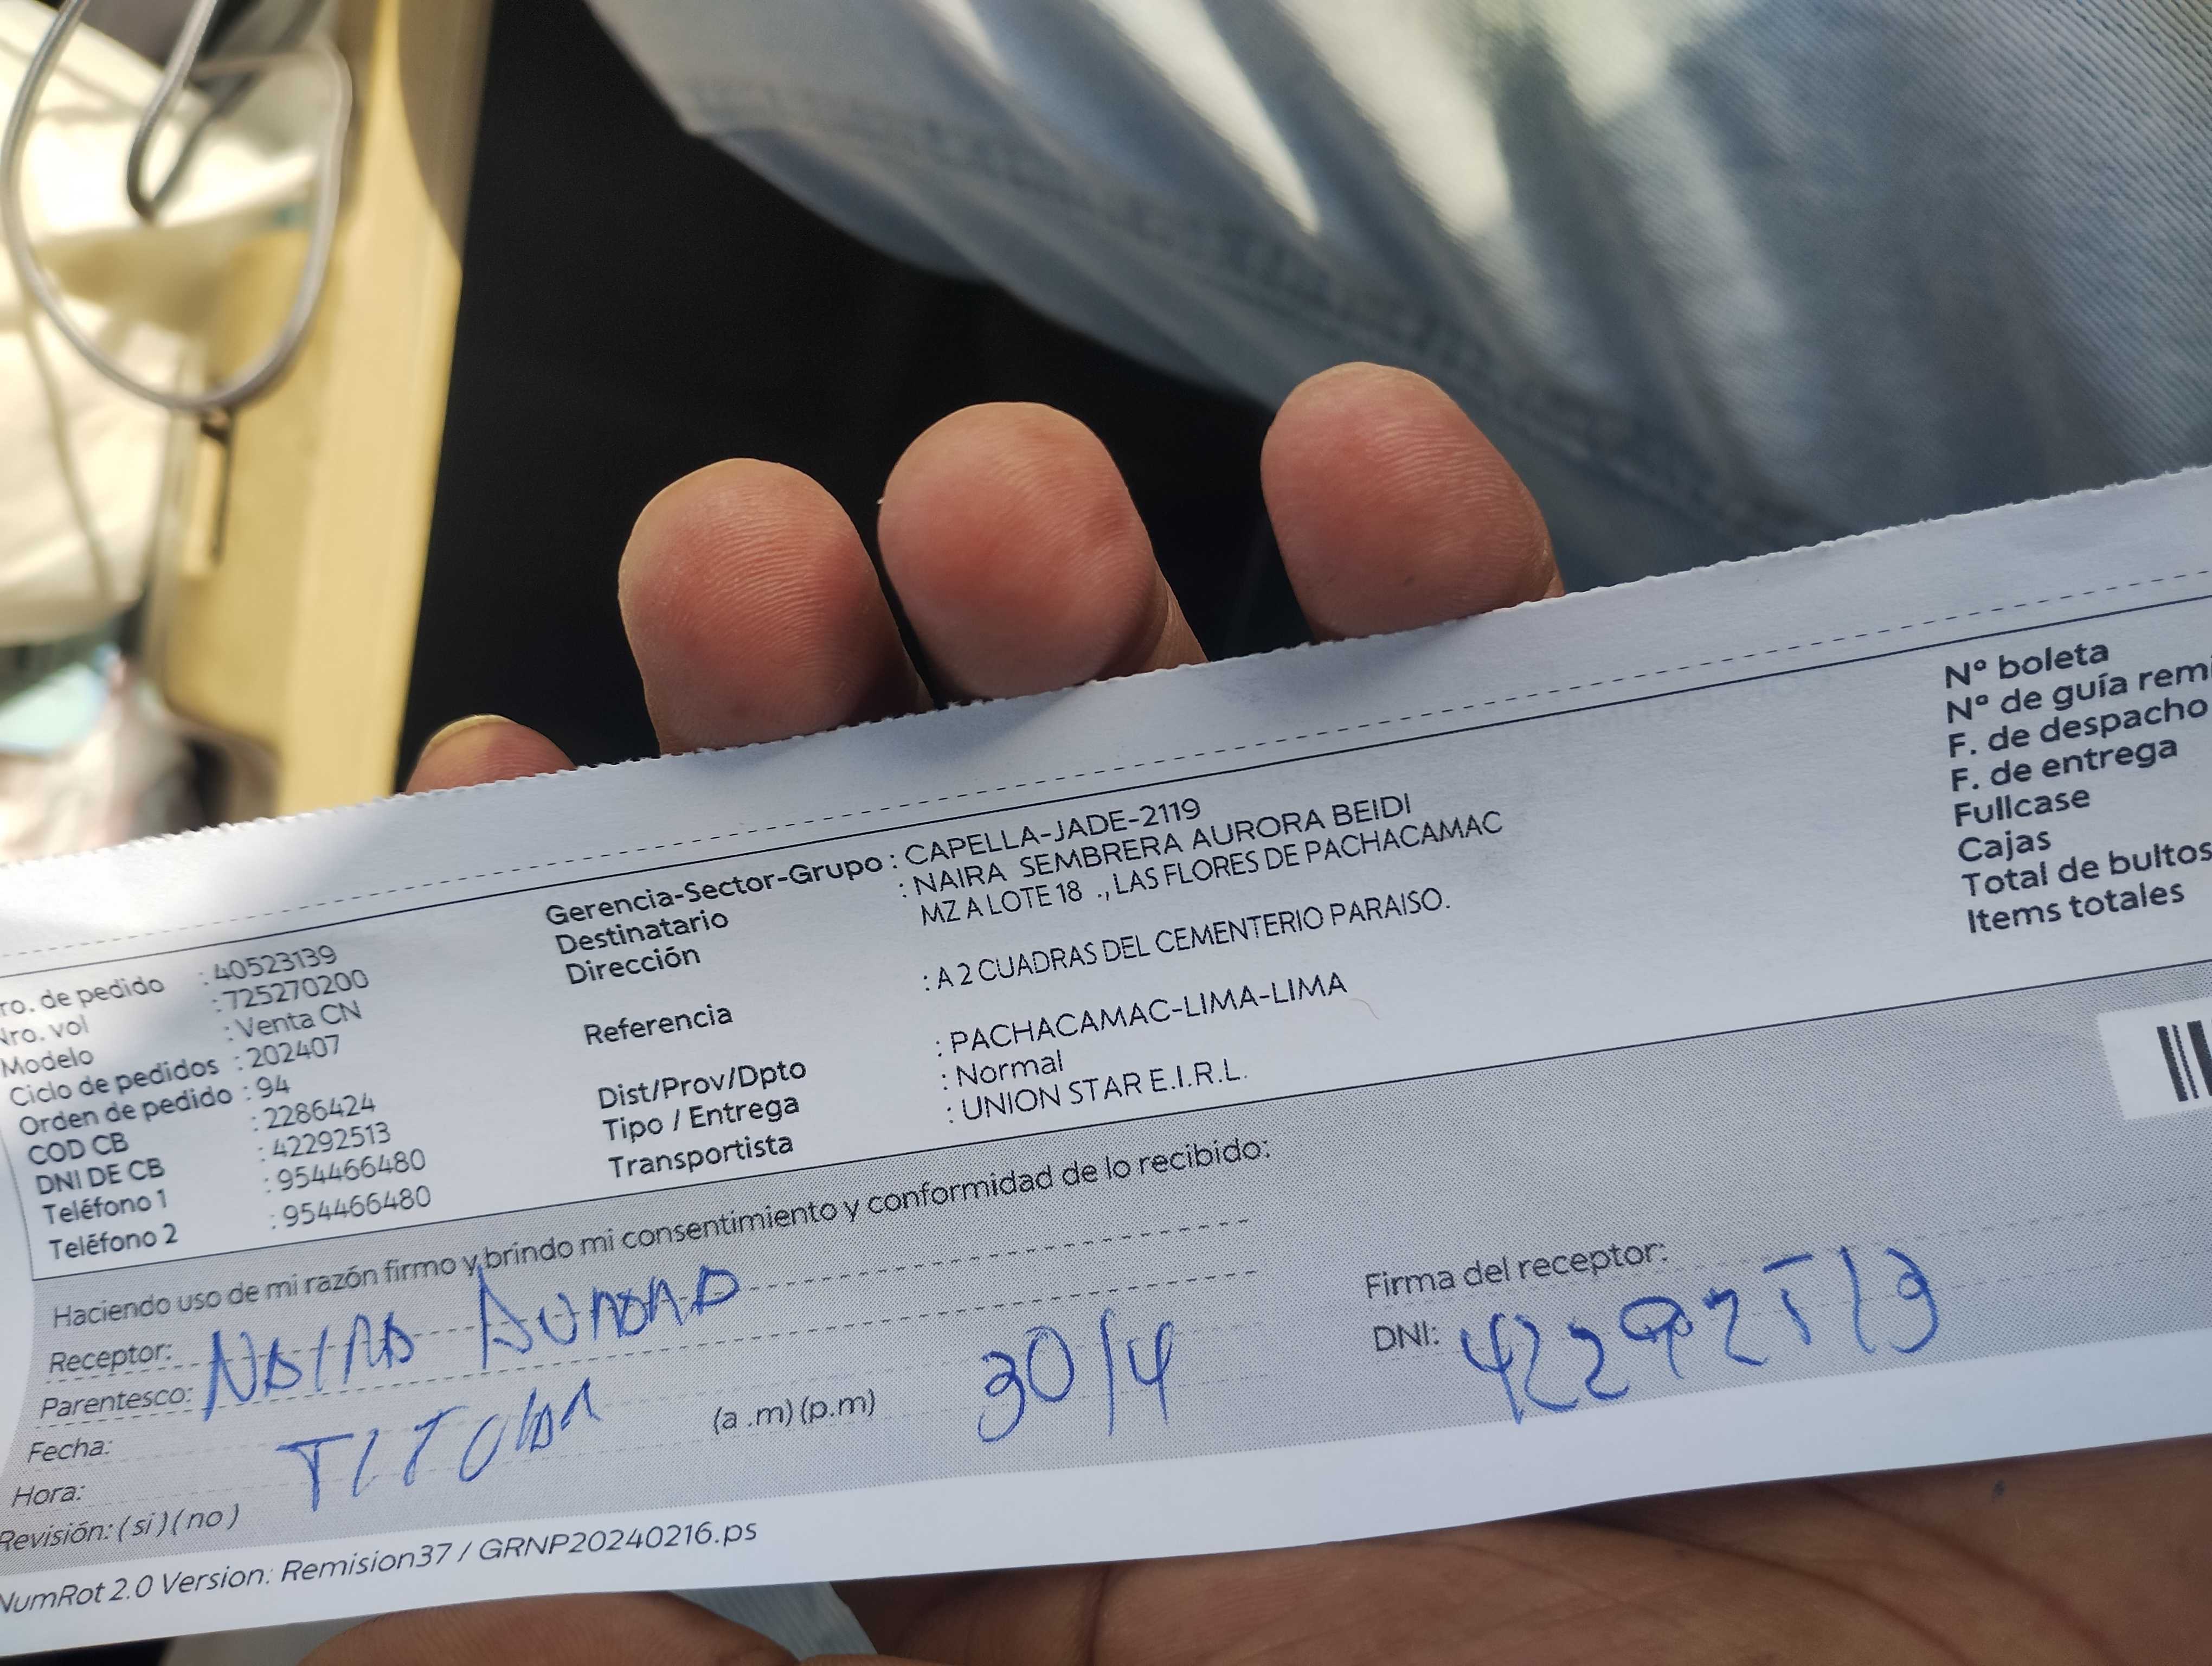 ro. de pedido : 40523139
Nro. vol : 725270200
Modelo : Venta CN
Ciclo de pedidos : 202407
Orden de pedido : 94
COD CB : 2286424
DNI DE CB : 42292513
Teléfono 1 : 954466480
Teléfono 2 : 954466480
Gerencia-Sector-Grupo : CAPELLA-JADE-2119
Destinatario : NAIRA SEMBRERA AURORA BEIDI
Dirección MZ A LOTE 18 ., LAS FLORES DE PACHACAMAC
Referencia : A 2 CUADRAS DEL CEMENTERIO PARAISO.
Dist/Prov/Dpto : PACHACAMAC-LIMA-LIMA
Tipo / Entrega : Normal
Transportista : UNION STAR E.I.R.L.
Nº boleta
Nº de guía remi
F. de despacho
F. de entrega
Fullcase
Cajas
Total de bultos
Items totales
Haciendo uso de mi razón firmo y brindo mi consentimiento y conformidad de lo recibido:
Receptor: NAIRA AURORA
Parentesco: TITULAR
Fecha: 30/4
Hora: (a .m) (p.m)
Revisión: ( si ) ( no )
Firma del receptor:
DNI: 42292513
NumRot 2.0 Version: Remision37 / GRNP20240216.ps